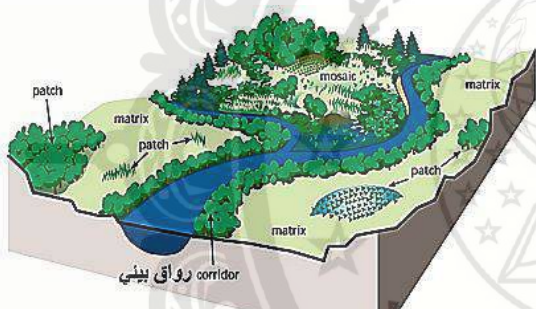 mosaic
patch
matrix
matrix
patch
patch
matrix
رواق بيني corridor